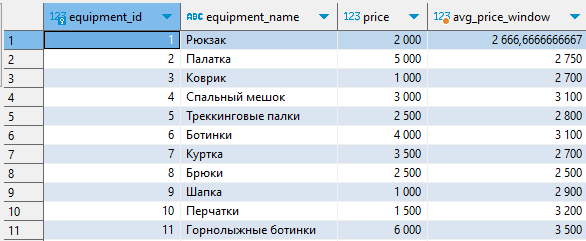 123 equipment_id ABC equipment_name 123 price 123 avg_price_window
1 1 Рюкзак 2 000 2 666,6666666667
2 2 Палатка 5 000 2 750
3 3 Коврик 1 000 2 700
4 4 Спальный мешок 3 000 3 100
5 5 Треккинговые палки 2 500 2 800
6 6 Ботинки 4 000 3 100
7 7 Куртка 3 500 2 700
8 8 Брюки 2 500 2 500
9 9 Шапка 1 000 2 900
10 10 Перчатки 1 500 3 200
11 11 Горнолыжные ботинки 6 000 3 500